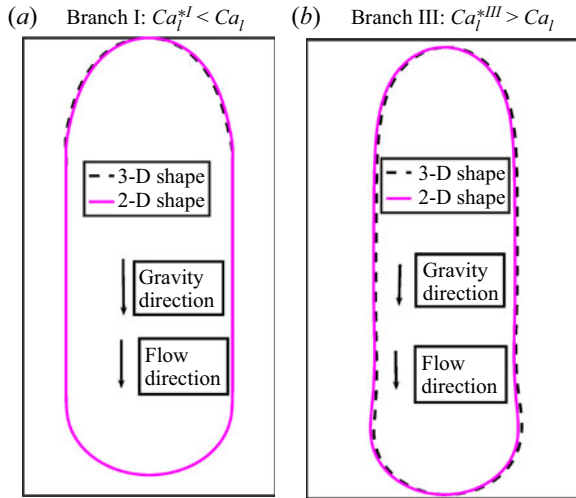 (a) Branch I: Ca_l^{*I} < Ca_l
3-D shape
2-D shape
Gravity
direction
Flow
direction
(b) Branch III: Ca_l^{*III} > Ca_l
3-D shape
2-D shape
Gravity
direction
Flow
direction